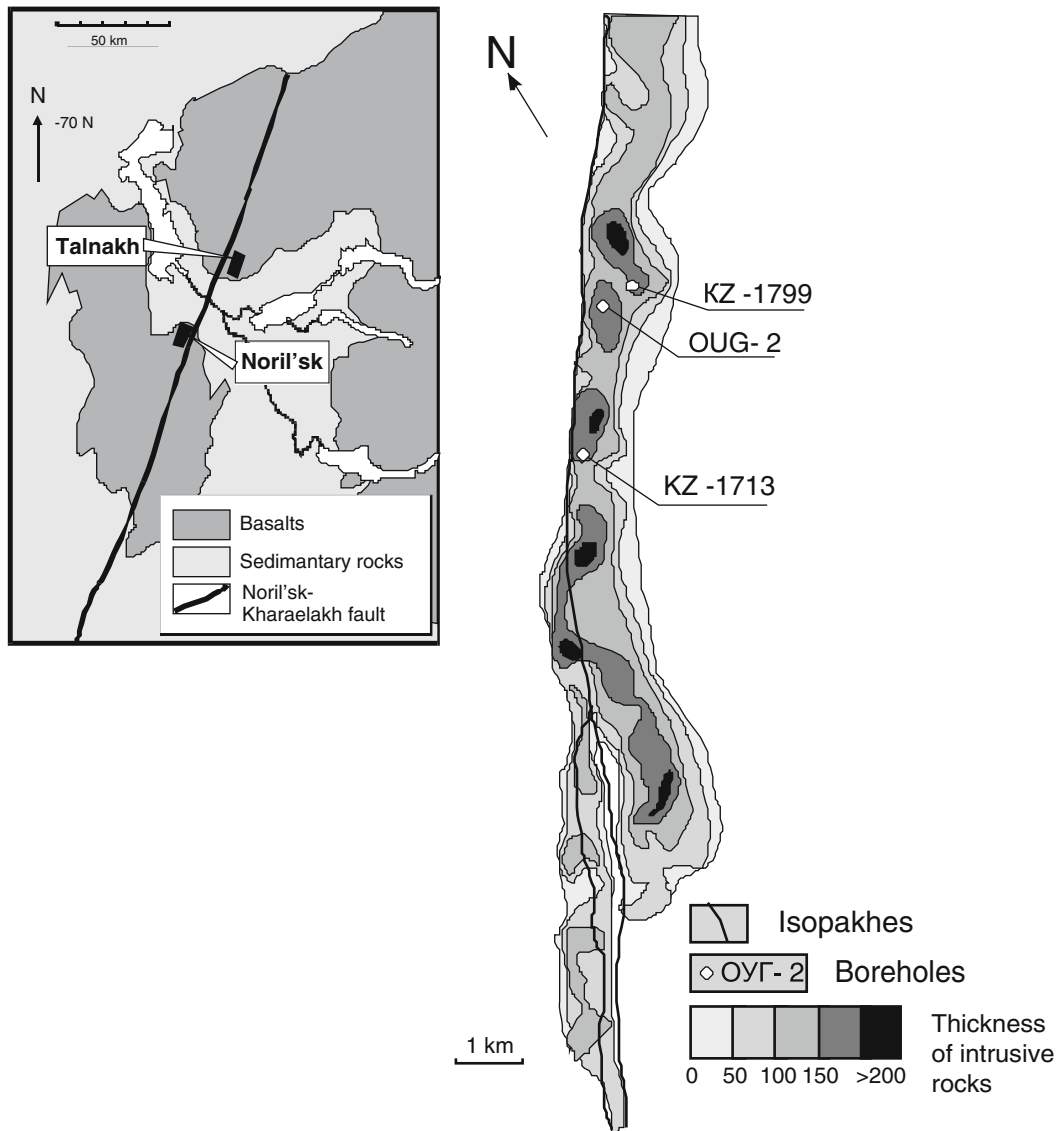 50 km
N
-70 N
Talnakh
Noril'sk
Basalts
Sedimantary rocks
Noril'sk-
Kharaelakh fault
N
KZ -1799
OUG- 2
KZ -1713
Isopakhes
ОУГ- 2
Boreholes
1 km
0 50 100 150 >200
Thickness
of intrusive
rocks